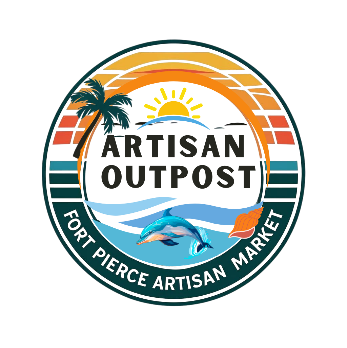 ARTISAN
OUTPOST
FORT PIERCE ARTISAN MARKET